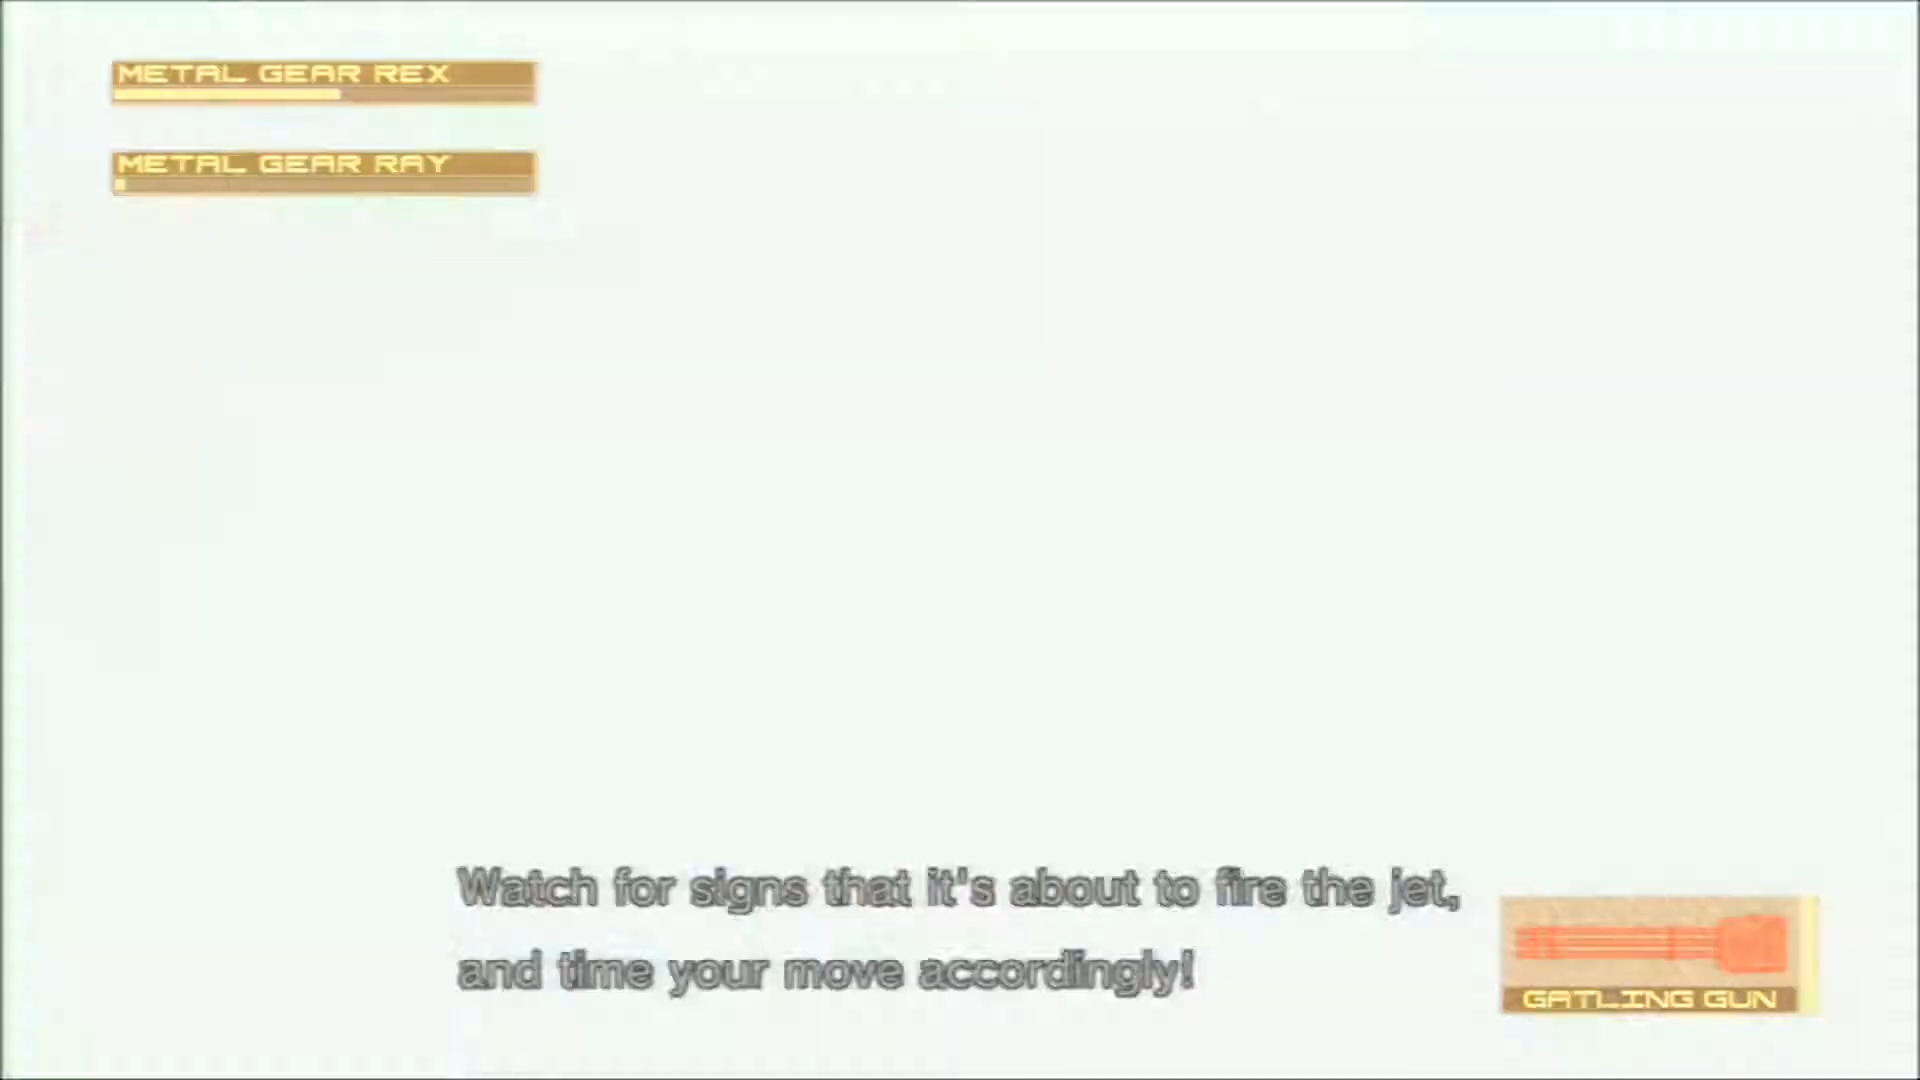 METAL GEAR REX
METAL GEAR RAY
Watch for signs that it's about to fire the jet,
and time your move accordingly!
GATLING GUN